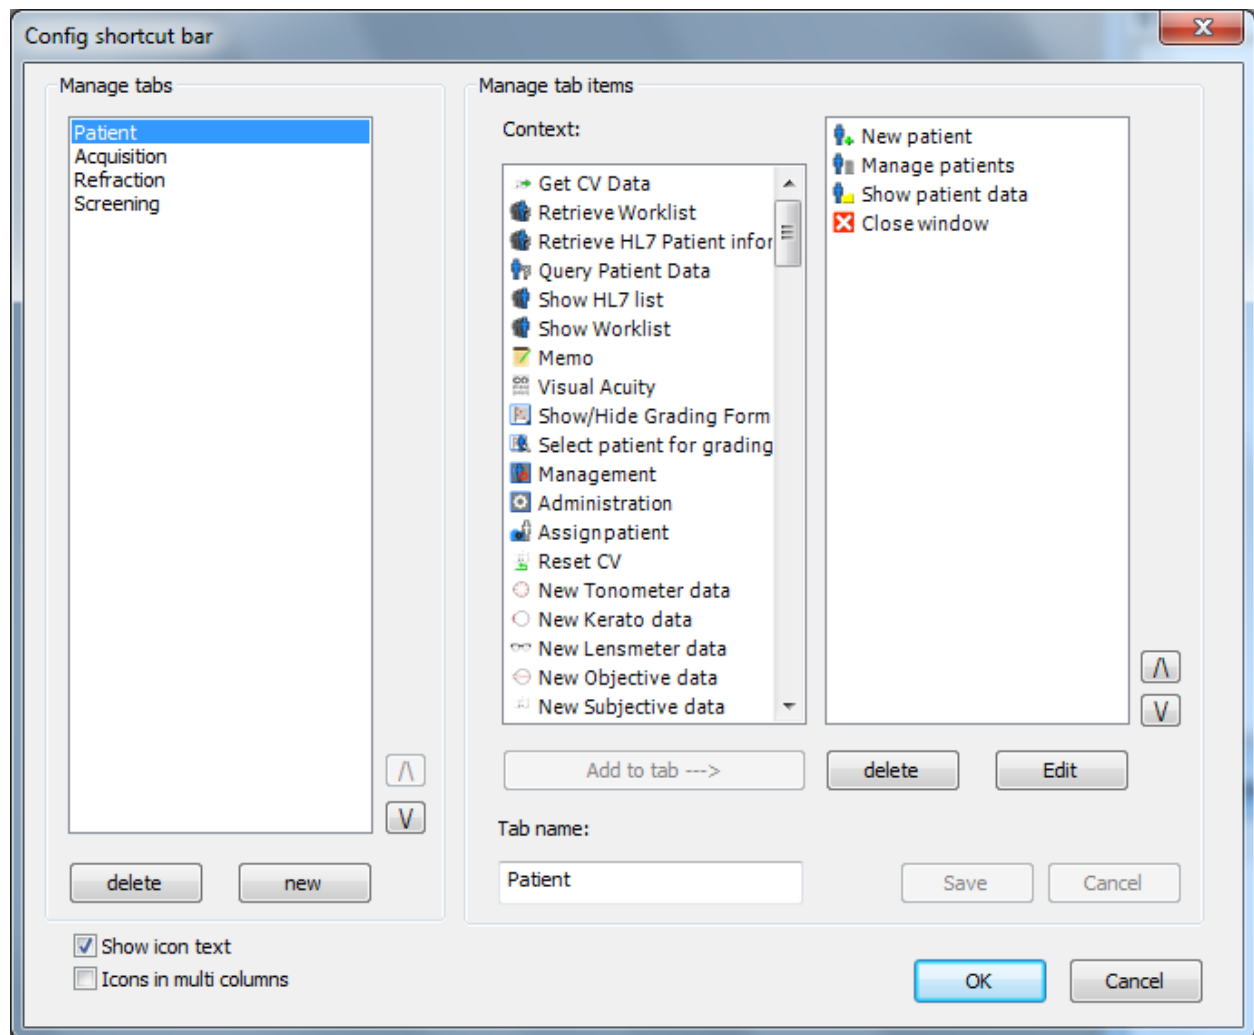 Config shortcut bar
X
Manage tabs
Patient
Acquisition
Refraction
Screening
/\
V
delete
new
Manage tab items
Context:
Get CV Data
Retrieve Worklist
Retrieve HL7 Patient infor
Query Patient Data
Show HL7 list
Show Worklist
Memo
Visual Acuity
Show/Hide Grading Form
Select patient for grading
Management
Administration
Assign patient
Reset CV
New Tonometer data
New Kerato data
New Lensmeter data
New Objective data
New Subjective data
New patient
Manage patients
Show patient data
Close window
/\
V
Add to tab --->
delete
Edit
Tab name:
Patient
Save
Cancel
Show icon text
Icons in multi columns
OK
Cancel